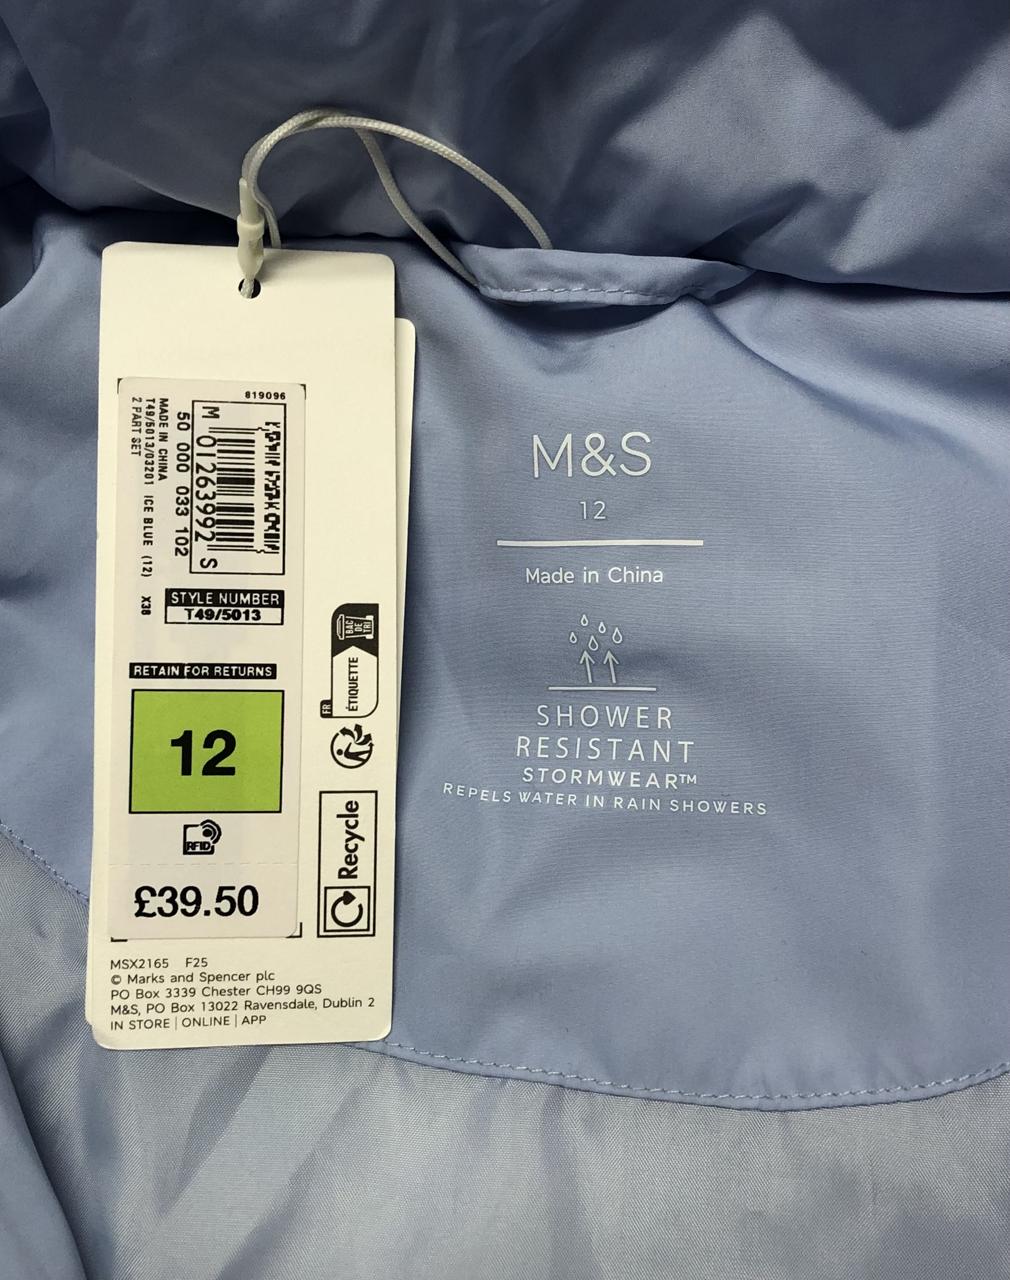 819096
M 01263992 S
50 000 033 102
MADE IN CHINA
T49/5013/03201 ICE BLUE (12) X38
2 PART SET
STYLE NUMBER
T49/5013
RETAIN FOR RETURNS
12
RFID
£39.50
BAC
DE
TRI
FR
ÉTIQUETTE
Recycle
MSX2165 F25
© Marks and Spencer plc
PO Box 3339 Chester CH99 9QS
M&S, PO Box 13022 Ravensdale, Dublin 2
IN STORE | ONLINE | APP
M&S
12
Made in China
SHOWER
RESISTANT
STORMWEAR™
REPELS WATER IN RAIN SHOWERS